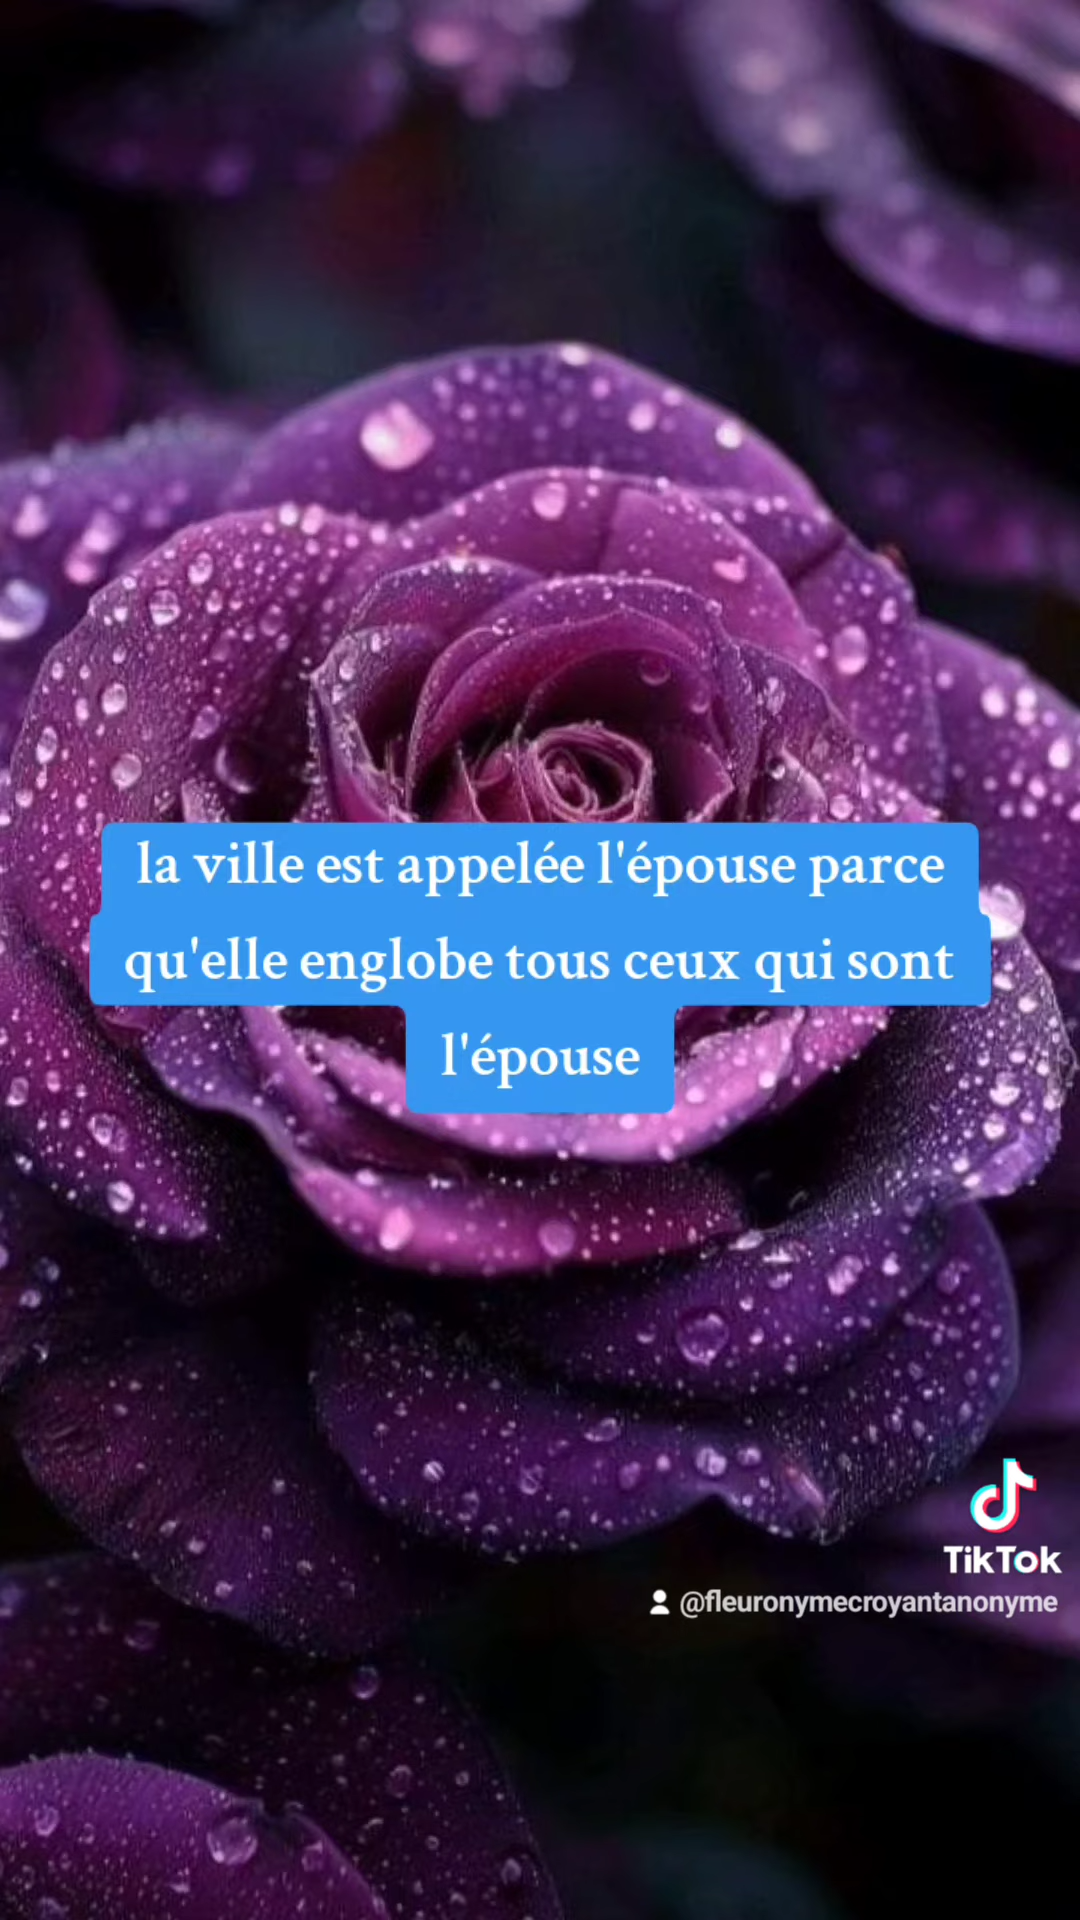 la ville est appelée l'épouse parce
qu'elle englobe tous ceux qui sont
l'épouse
TikTok
@fleuronymecroyantanonyme